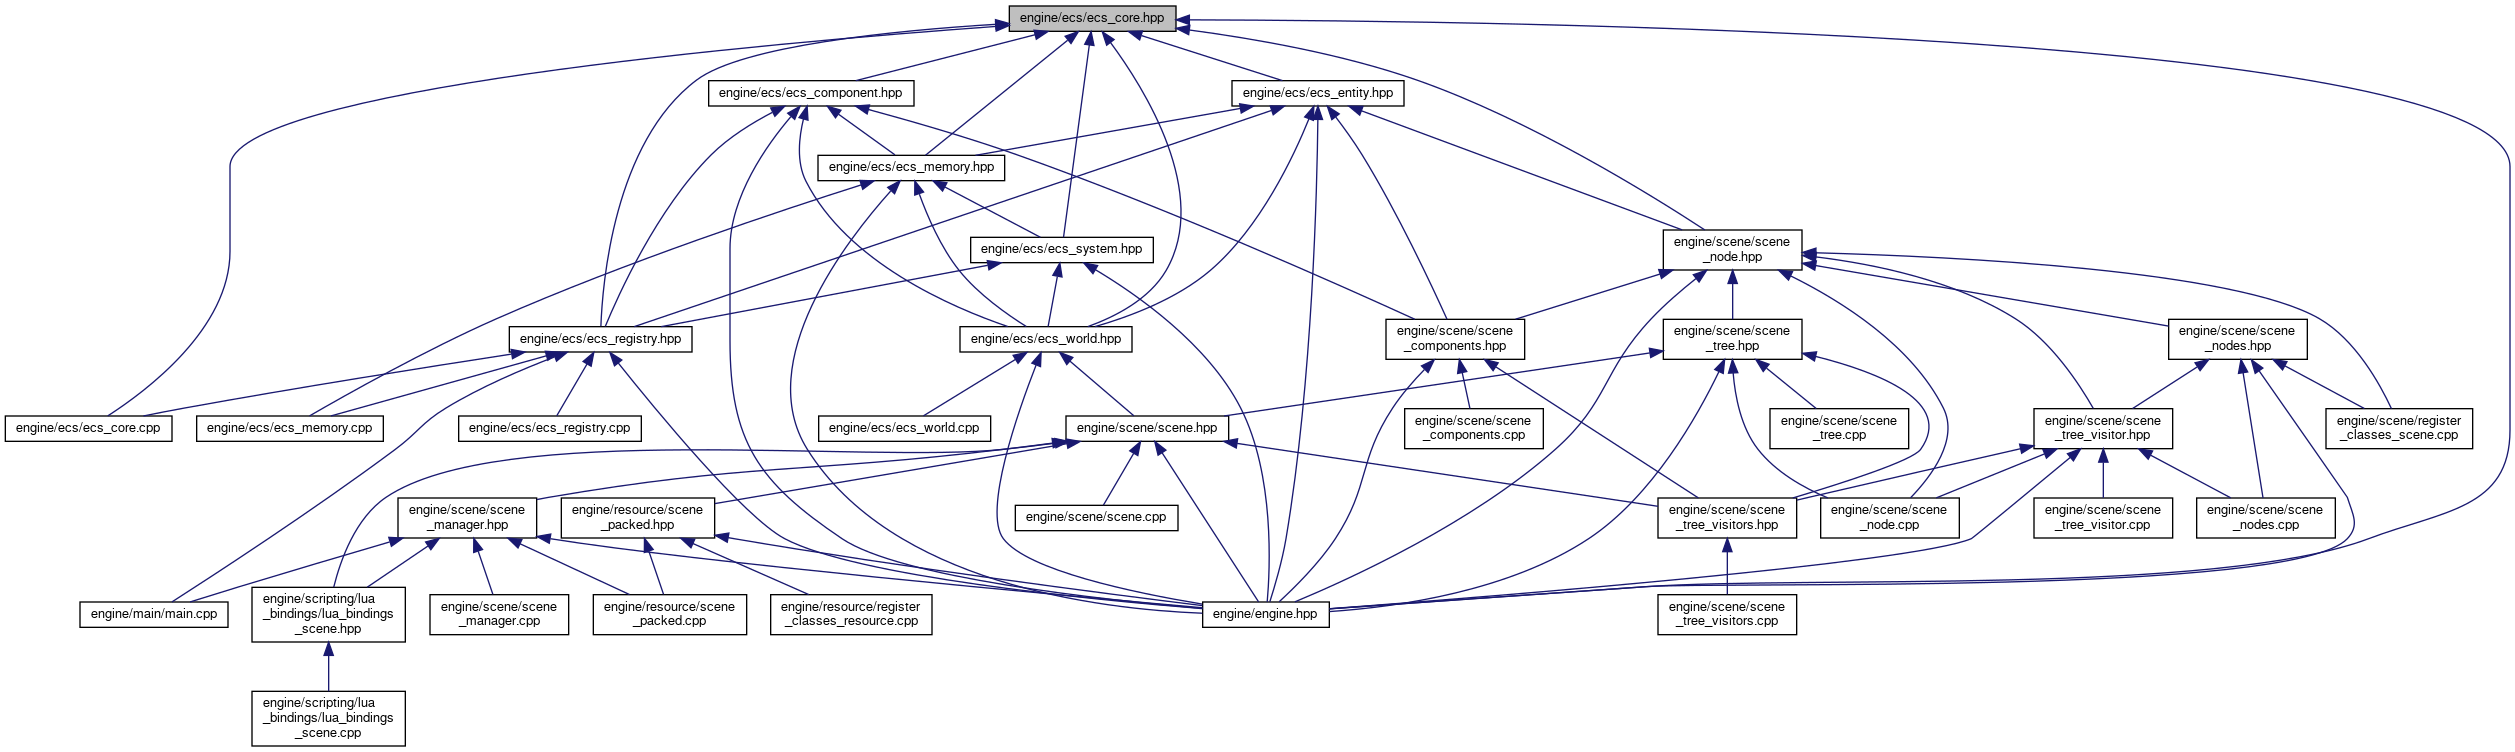 engine/ecs/ecs_core.hpp
engine/ecs/ecs_component.hpp
engine/ecs/ecs_entity.hpp
engine/ecs/ecs_memory.hpp
engine/ecs/ecs_system.hpp
engine/scene/scene
_node.hpp
engine/ecs/ecs_registry.hpp
engine/ecs/ecs_world.hpp
engine/scene/scene
_components.hpp
engine/scene/scene
_tree.hpp
engine/scene/scene
_nodes.hpp
engine/ecs/ecs_core.cpp
engine/ecs/ecs_memory.cpp
engine/ecs/ecs_registry.cpp
engine/ecs/ecs_world.cpp
engine/scene/scene.hpp
engine/scene/scene
_components.cpp
engine/scene/scene
_tree.cpp
engine/scene/scene
_tree_visitor.hpp
engine/scene/register
_classes_scene.cpp
engine/scene/scene
_manager.hpp
engine/resource/scene
_packed.hpp
engine/scene/scene.cpp
engine/scene/scene
_tree_visitors.hpp
engine/scene/scene
_node.cpp
engine/scene/scene
_tree_visitor.cpp
engine/scene/scene
_nodes.cpp
engine/main/main.cpp
engine/scripting/lua
_bindings/lua_bindings
_scene.hpp
engine/scene/scene
_manager.cpp
engine/resource/scene
_packed.cpp
engine/resource/register
_classes_resource.cpp
engine/engine.hpp
engine/scene/scene
_tree_visitors.cpp
engine/scripting/lua
_bindings/lua_bindings
_scene.cpp